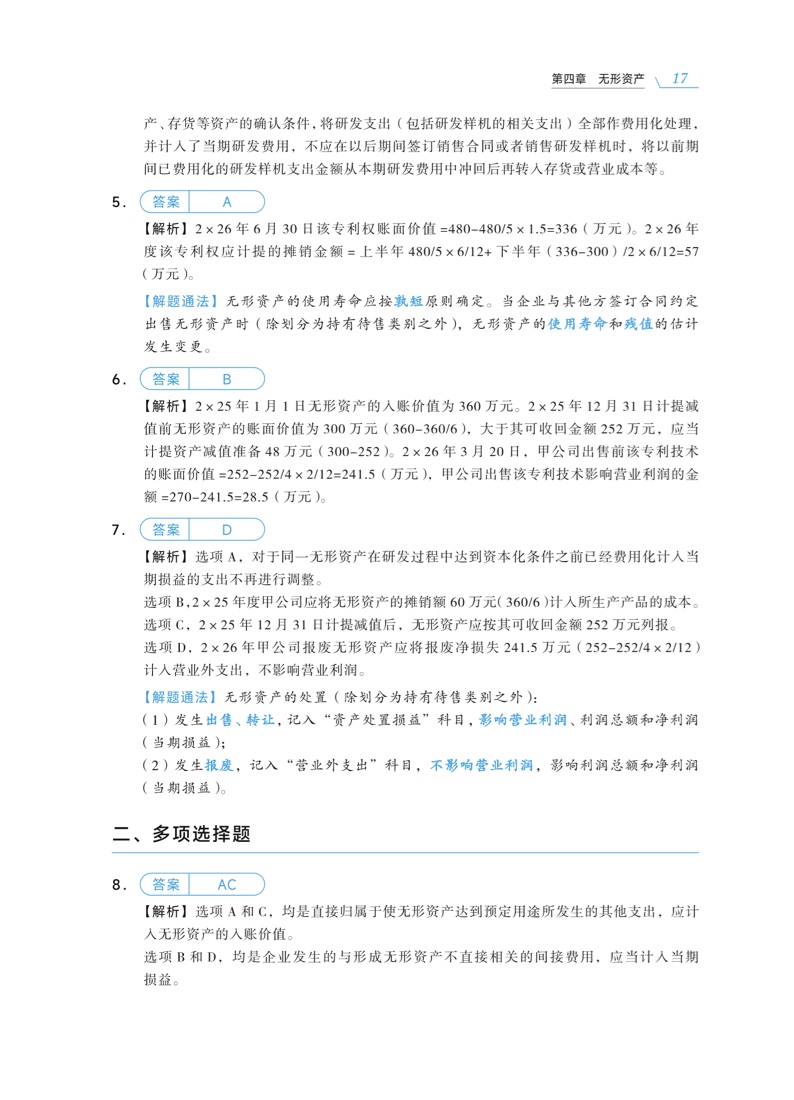 第四章 无形资产 17
产、存货等资产的确认条件，将研发支出（包括研发样机的相关支出）全部作费用化处理，
并计入了当期研发费用，不应在以后期间签订销售合同或者销售研发样机时，将以前期
间已费用化的研发样机支出金额从本期研发费用中冲回后再转入存货或营业成本等。
5. 答案 A
【解析】2×26 年 6 月 30 日该专利权账面价值 =480-480/5×1.5=336（万元）。2×26 年
度该专利权应计提的摊销金额 = 上半年 480/5×6/12+ 下半年（336-300）/2×6/12=57
（万元）。
【解题通法】无形资产的使用寿命应按孰短原则确定。当企业与其他方签订合同约定
出售无形资产时（除划分为持有待售类别之外），无形资产的使用寿命和残值的估计
发生变更。
6. 答案 B
【解析】2×25 年 1 月 1 日无形资产的入账价值为 360 万元。2×25 年 12 月 31 日计提减
值前无形资产的账面价值为 300 万元（360-360/6），大于其可收回金额 252 万元，应当
计提资产减值准备 48 万元（300-252）。2×26 年 3 月 20 日，甲公司出售前该专利技术
的账面价值 =252-252/4×2/12=241.5（万元），甲公司出售该专利技术影响营业利润的金
额 =270-241.5=28.5（万元）。
7. 答案 D
【解析】选项 A，对于同一无形资产在研发过程中达到资本化条件之前已经费用化计入当
期损益的支出不再进行调整。
选项 B，2×25 年度甲公司应将无形资产的摊销额 60 万元（360/6）计入所生产产品的成本。
选项 C，2×25 年 12 月 31 日计提减值后，无形资产应按其可收回金额 252 万元列报。
选项 D，2×26 年甲公司报废无形资产应将报废净损失 241.5 万元（252-252/4×2/12）
计入营业外支出，不影响营业利润。
【解题通法】无形资产的处置（除划分为持有待售类别之外）：
（1）发生出售、转让，记入“资产处置损益”科目，影响营业利润、利润总额和净利润
（当期损益）；
（2）发生报废，记入“营业外支出”科目，不影响营业利润，影响利润总额和净利润
（当期损益）。
二、多项选择题
8. 答案 AC
【解析】选项 A 和 C，均是直接归属于使无形资产达到预定用途所发生的其他支出，应计
入无形资产的入账价值。
选项 B 和 D，均是企业发生的与形成无形资产不直接相关的间接费用，应当计入当期
损益。